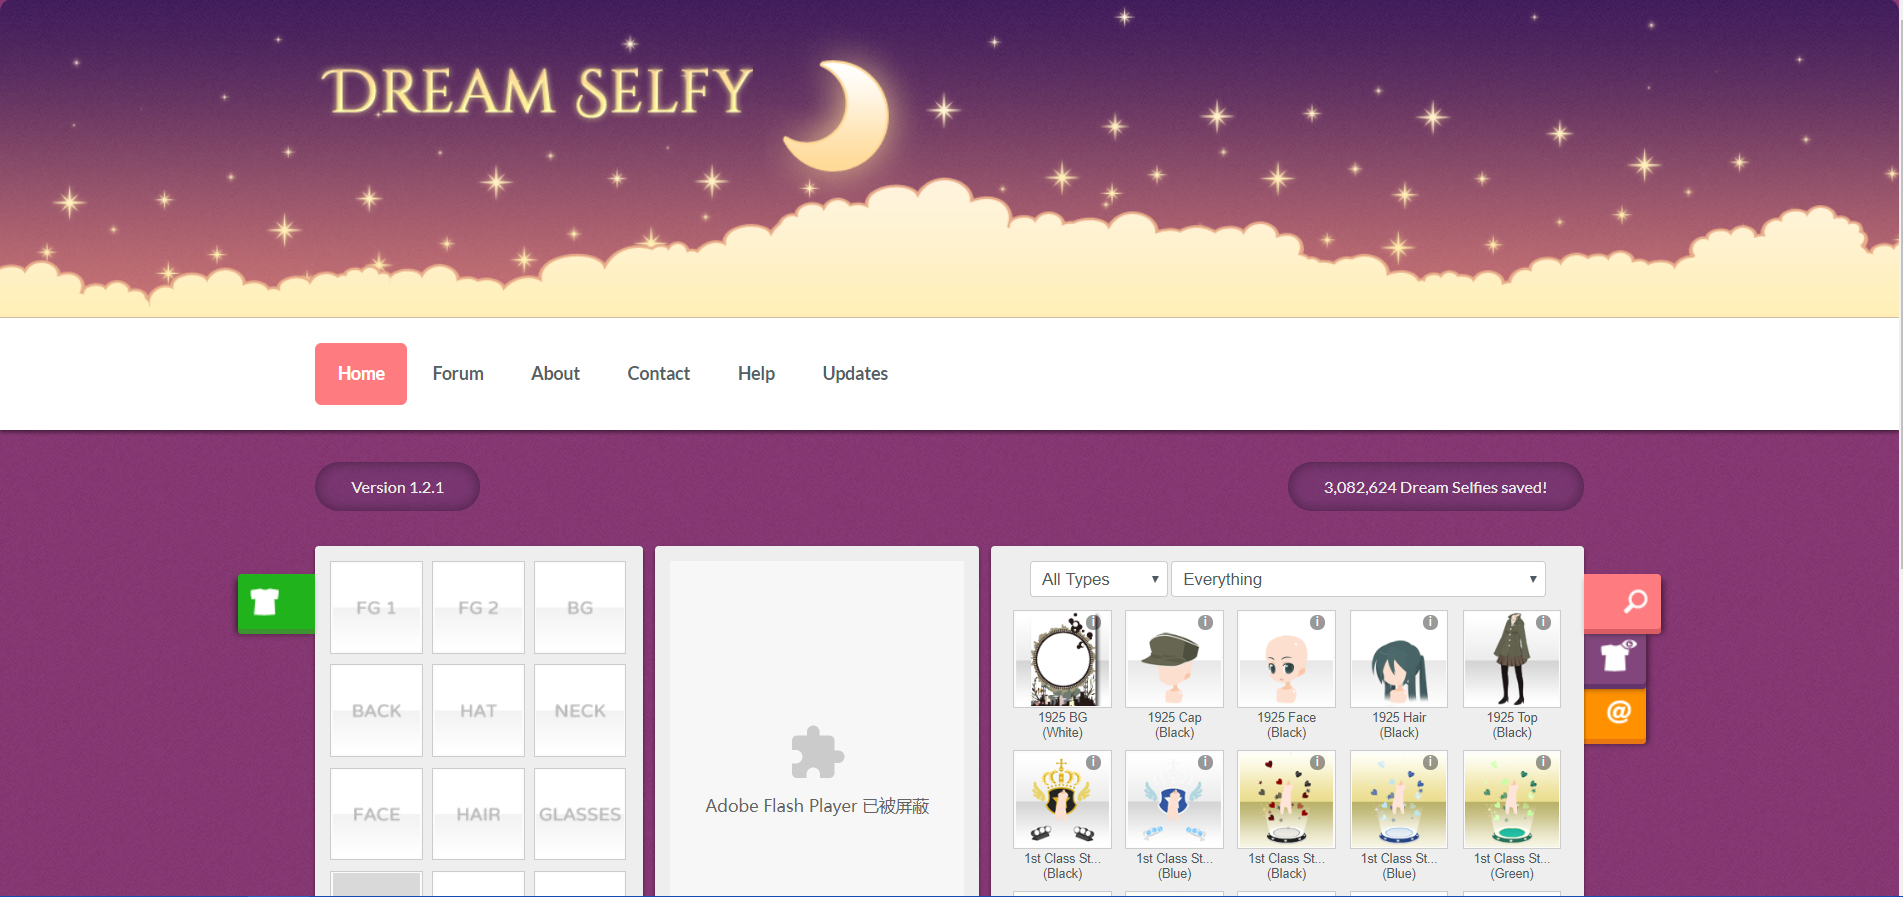 DREAM SELFY
Home Forum About Contact Help Updates
Version 1.2.1
3,082,624 Dream Selfies saved!
FG 1 FG 2 BG
BACK HAT NECK
FACE HAIR GLASSES
Adobe Flash Player 已被屏蔽
All Types Everything
1925 BG (White)
1925 Cap (Black)
1925 Face (Black)
1925 Hair (Black)
1925 Top (Black)
1st Class St... (Black)
1st Class St... (Blue)
1st Class St... (Black)
1st Class St... (Blue)
1st Class St... (Green)